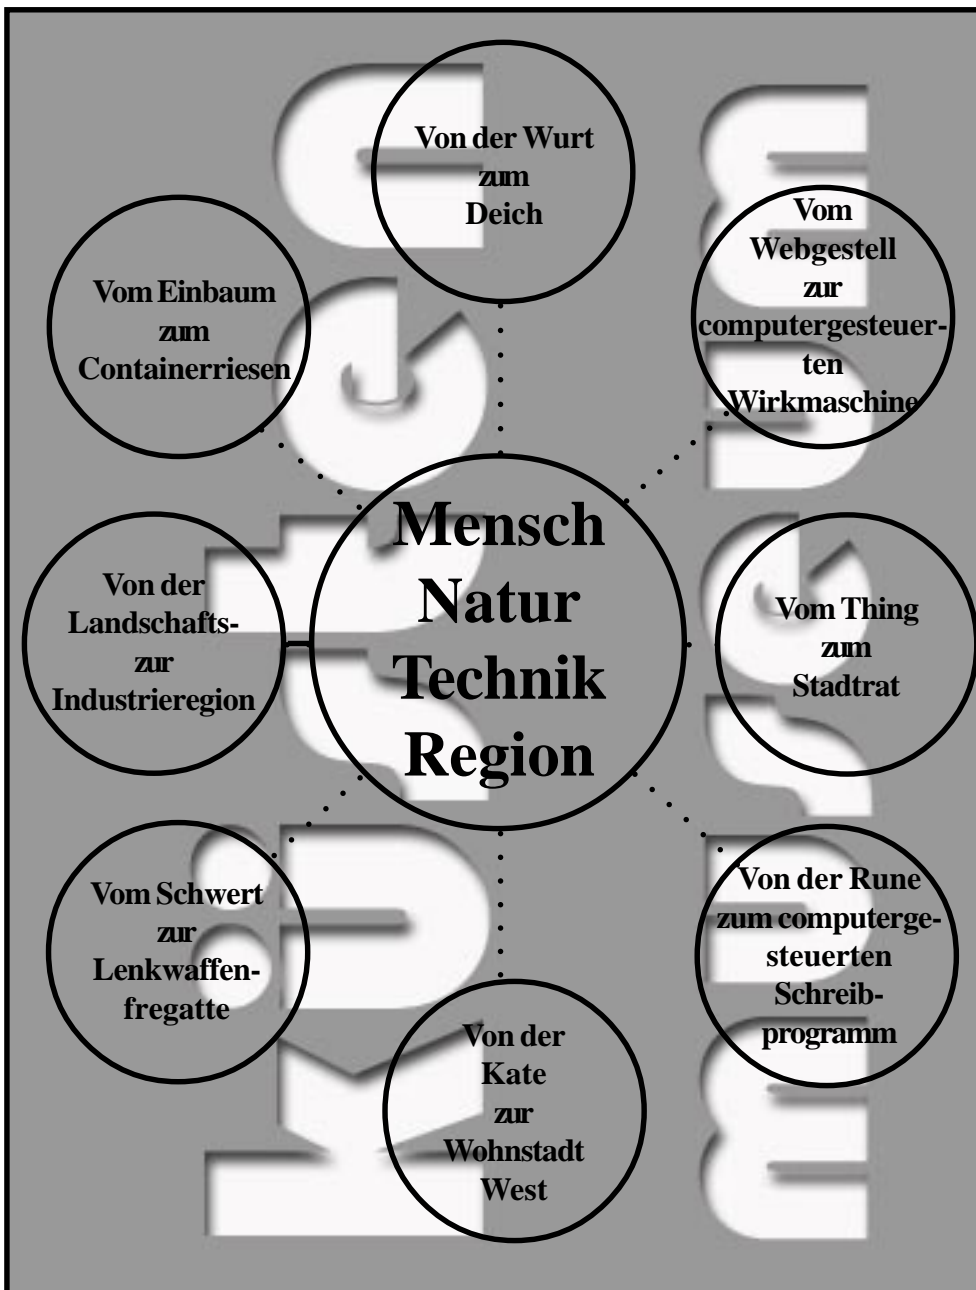 Küsten
museum
Von der Wurt
zum
Deich
Vom
Webgestell
zur
computergesteuer-
ten
Wirkmaschine
Vom Einbaum
zum
Containerriesen
Mensch
Natur
Technik
Region
Von der
Landschafts-
zur
Industrieregion
Vom Thing
zum
Stadtrat
Vom Schwert
zur
Lenkwaffen-
fregatte
Von der Rune
zum computerge-
steuerten
Schreib-
programm
Von der
Kate
zur
Wohnstadt
West